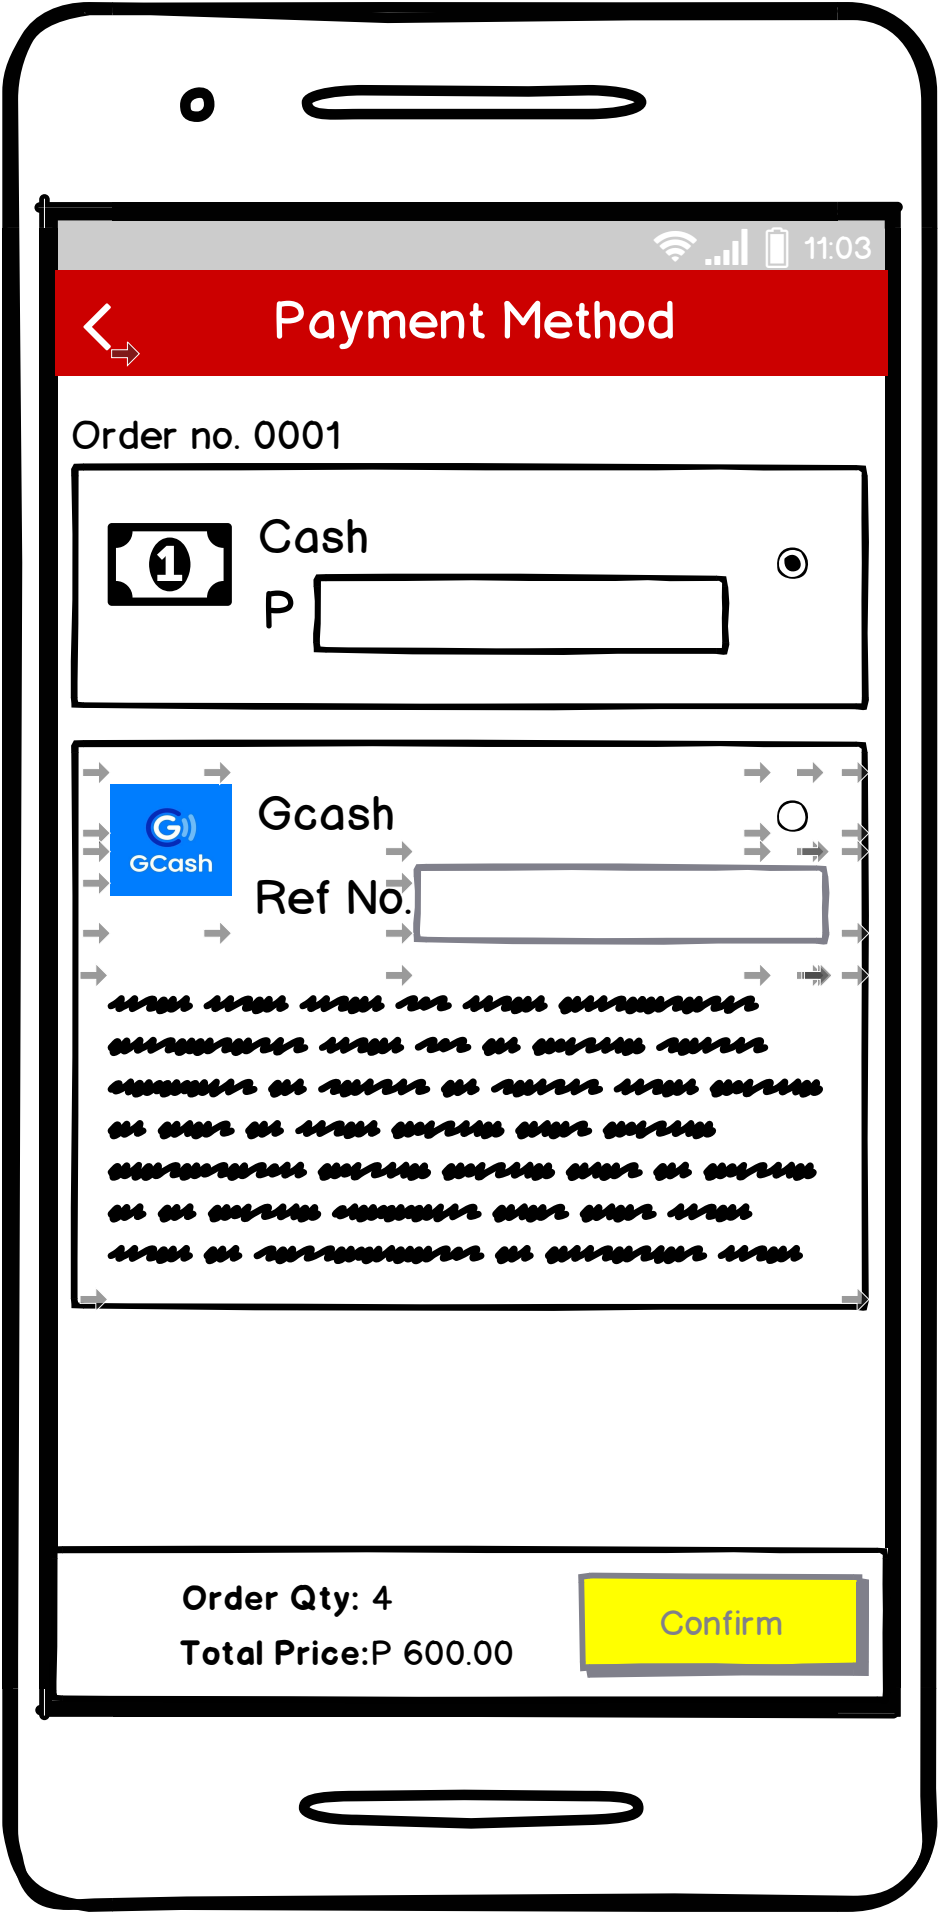 11:03
Payment Method
Order no. 0001
1
Cash
P
G
GCash
Gcash
Ref No.
Order Qty: 4
Total Price:P 600.00
Confirm